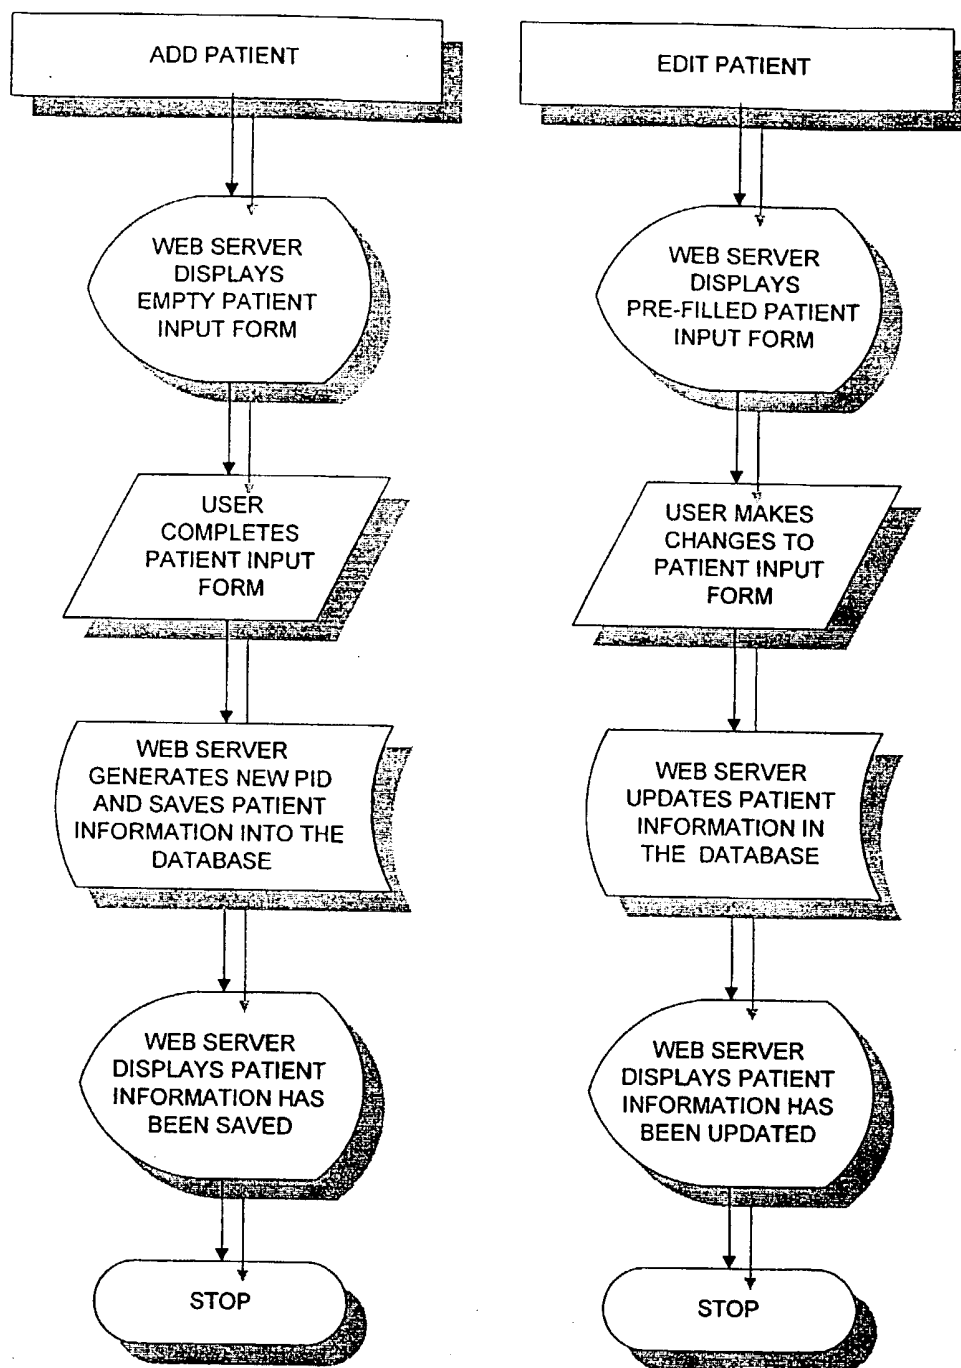 ADD PATIENT
WEB SERVER
DISPLAYS
EMPTY PATIENT
INPUT FORM
USER
COMPLETES
PATIENT INPUT
FORM
WEB SERVER
GENERATES NEW PID
AND SAVES PATIENT
INFORMATION INTO THE
DATABASE
WEB SERVER
DISPLAYS PATIENT
INFORMATION HAS
BEEN SAVED
STOP
EDIT PATIENT
WEB SERVER
DISPLAYS
PRE-FILLED PATIENT
INPUT FORM
USER MAKES
CHANGES TO
PATIENT INPUT
FORM
WEB SERVER
UPDATES PATIENT
INFORMATION IN
THE DATABASE
WEB SERVER
DISPLAYS PATIENT
INFORMATION HAS
BEEN UPDATED
STOP